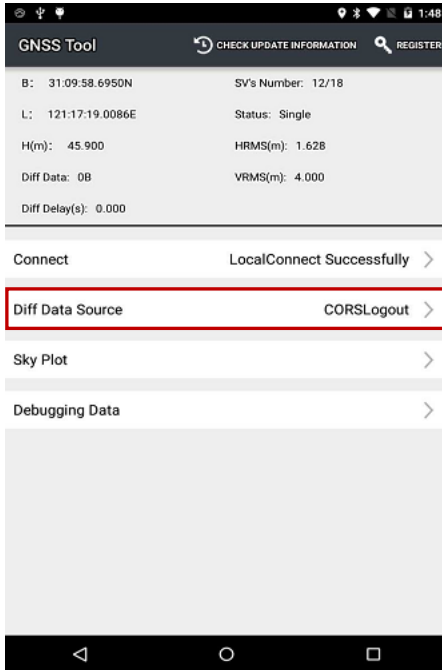 1:48
GNSS Tool CHECK UPDATE INFORMATION REGISTER
B: 31:09:58.6950N SV's Number: 12/18
L: 121:17:19.0086E Status: Single
H(m): 45.900 HRMS(m): 1.628
Diff Data: 0B VRMS(m): 4.000
Diff Delay(s): 0.000
Connect LocalConnect Successfully
Diff Data Source CORSLogout
Sky Plot
Debugging Data